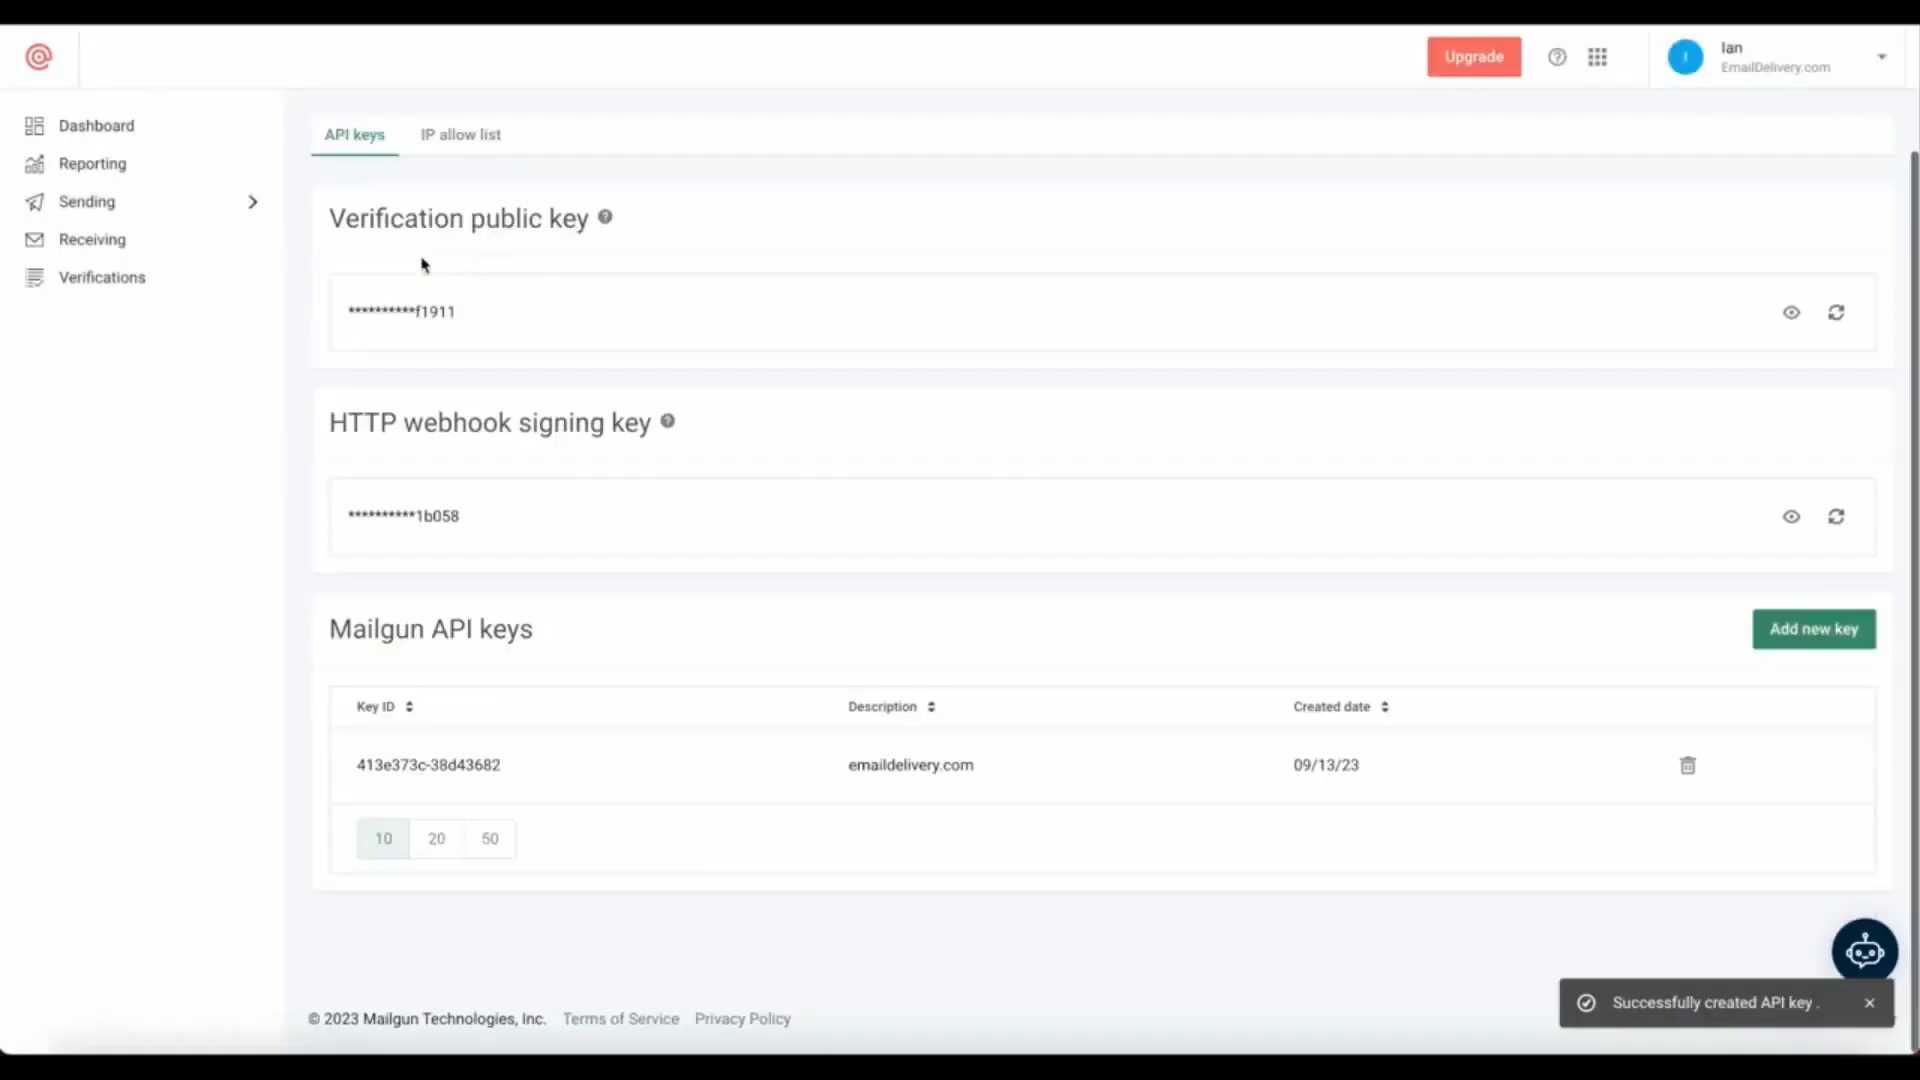 Upgrade
Ian
EmailDelivery.com
Dashboard
Reporting
Sending
Receiving
Verifications
API keys
IP allow list
Verification public key
**********f1911
HTTP webhook signing key
**********1b058
Mailgun API keys
Add new key
Key ID
Description
Created date
413e373c-38d43682
emaildelivery.com
09/13/23
10
20
50
Successfully created API key .
© 2023 Mailgun Technologies, Inc.
Terms of Service
Privacy Policy